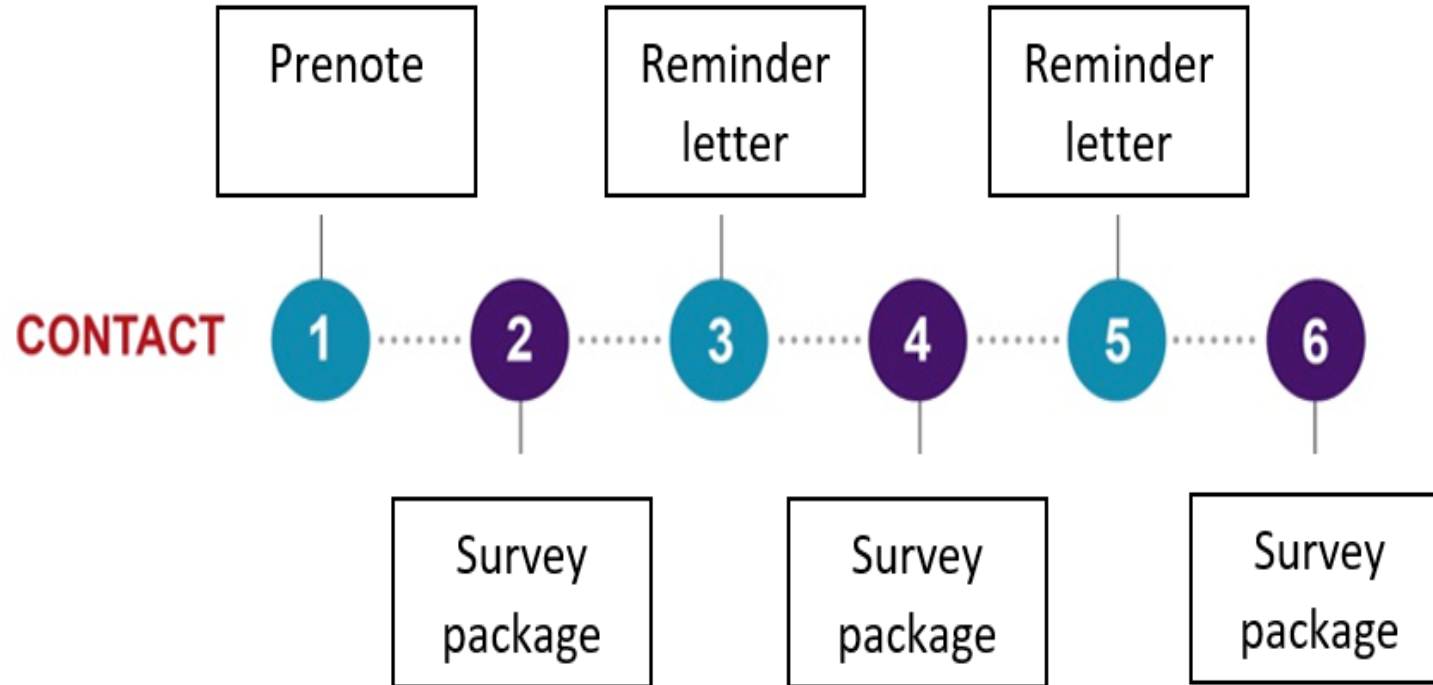 Prenote
Reminder
letter
Reminder
letter
CONTACT
1
2
3
4
5
6
Survey
package
Survey
package
Survey
package